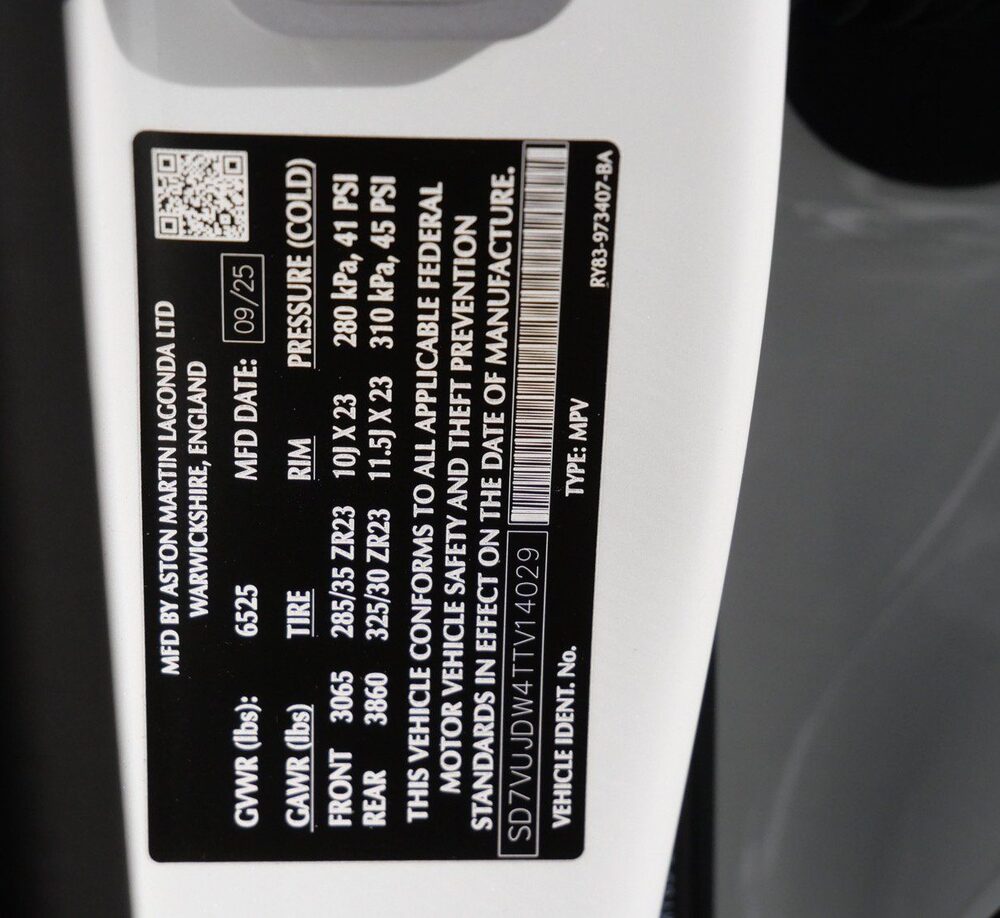 MFD BY ASTON MARTIN LAGONDA LTD
WARWICKSHIRE, ENGLAND
GVWR (lbs): 6525 MFD DATE: 09/25
GAWR (lbs) TIRE RIM PRESSURE (COLD)
FRONT 3065 285/35 ZR23 10J X 23 280 kPa, 41 PSI
REAR 3860 325/30 ZR23 11.5J X 23 310 kPa, 45 PSI
THIS VEHICLE CONFORMS TO ALL APPLICABLE FEDERAL
MOTOR VEHICLE SAFETY AND THEFT PREVENTION
STANDARDS IN EFFECT ON THE DATE OF MANUFACTURE.
SD7VUJDW4TTV14029
VEHICLE IDENT. No. TYPE: MPV
RY83-973407-BA